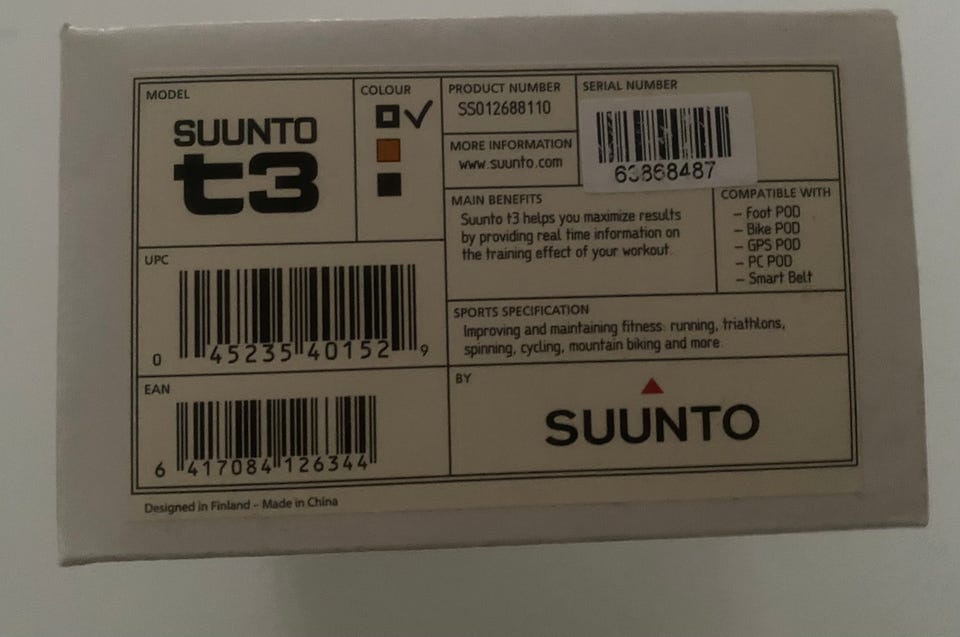 MODEL
SUUNTO
t3
COLOUR
PRODUCT NUMBER
SS012688110
SERIAL NUMBER
63868487
MORE INFORMATION
www.suunto.com
MAIN BENEFITS
Suunto t3 helps you maximize results
by providing real time information on
the training effect of your workout.
COMPATIBLE WITH
– Foot POD
– Bike POD
– GPS POD
– PC POD
– Smart Belt
UPC
0 45235 40152 9
SPORTS SPECIFICATION
Improving and maintaining fitness: running, triathlons,
spinning, cycling, mountain biking and more.
EAN
6 417084 126344
BY
SUUNTO
Designed in Finland – Made in China